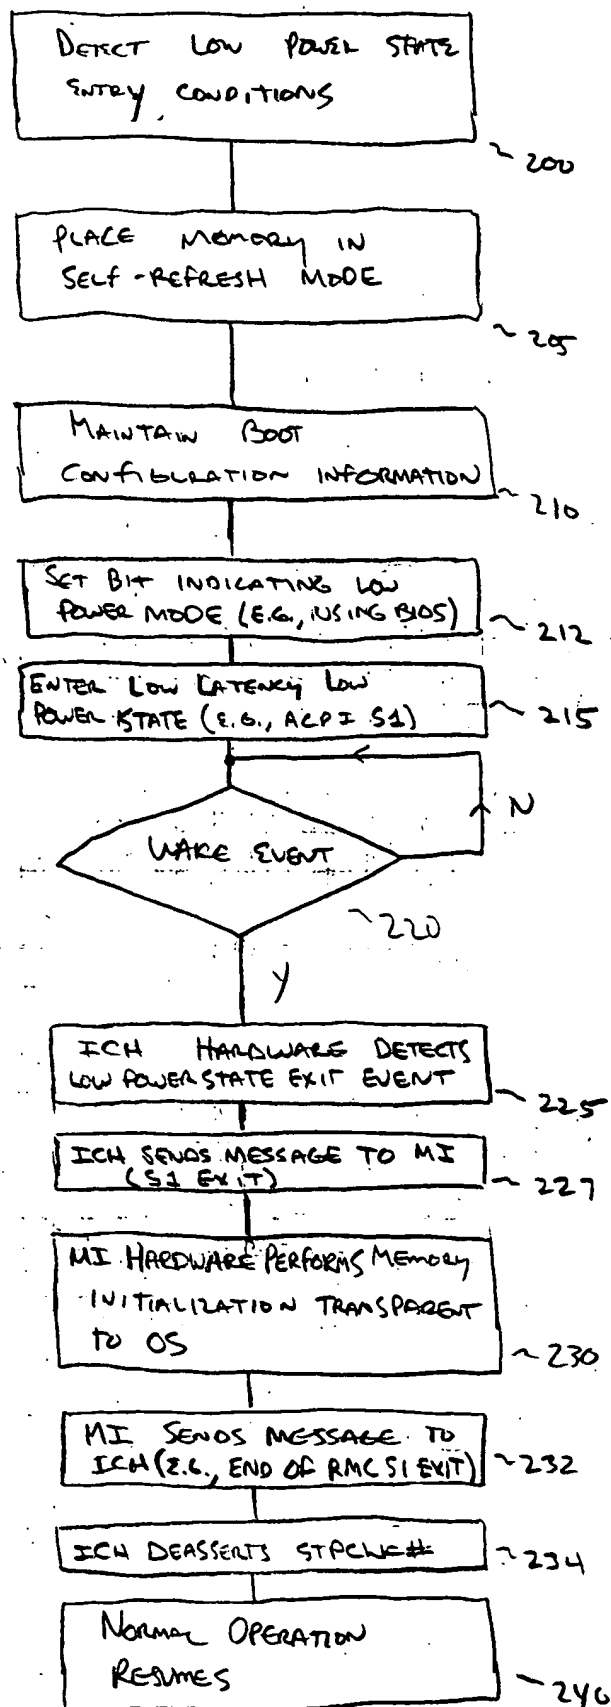 DETECT LOW POWER STATE
ENTRY CONDITIONS
200
PLACE MEMORY IN
SELF-REFRESH MODE
205
MAINTAIN BOOT
CONFIGURATION INFORMATION
210
SET BIT INDICATING LOW
POWER MODE (E.G., USING BIOS)
212
ENTER LOW LATENCY LOW
POWER STATE (E.G., ACPI S1)
215
N
WAKE EVENT
220
Y
ICH HARDWARE DETECTS
LOW POWER STATE EXIT EVENT
225
ICH SENDS MESSAGE TO MI
(S1 EXIT)
227
MI HARDWARE PERFORMS MEMORY
INITIALIZATION TRANSPARENT
TO OS
230
MI SENDS MESSAGE TO
ICH (E.G., END OF RMC S1 EXIT)
232
ICH DEASSERTS STPCLK#
234
NORMAL OPERATION
RESUMES
240